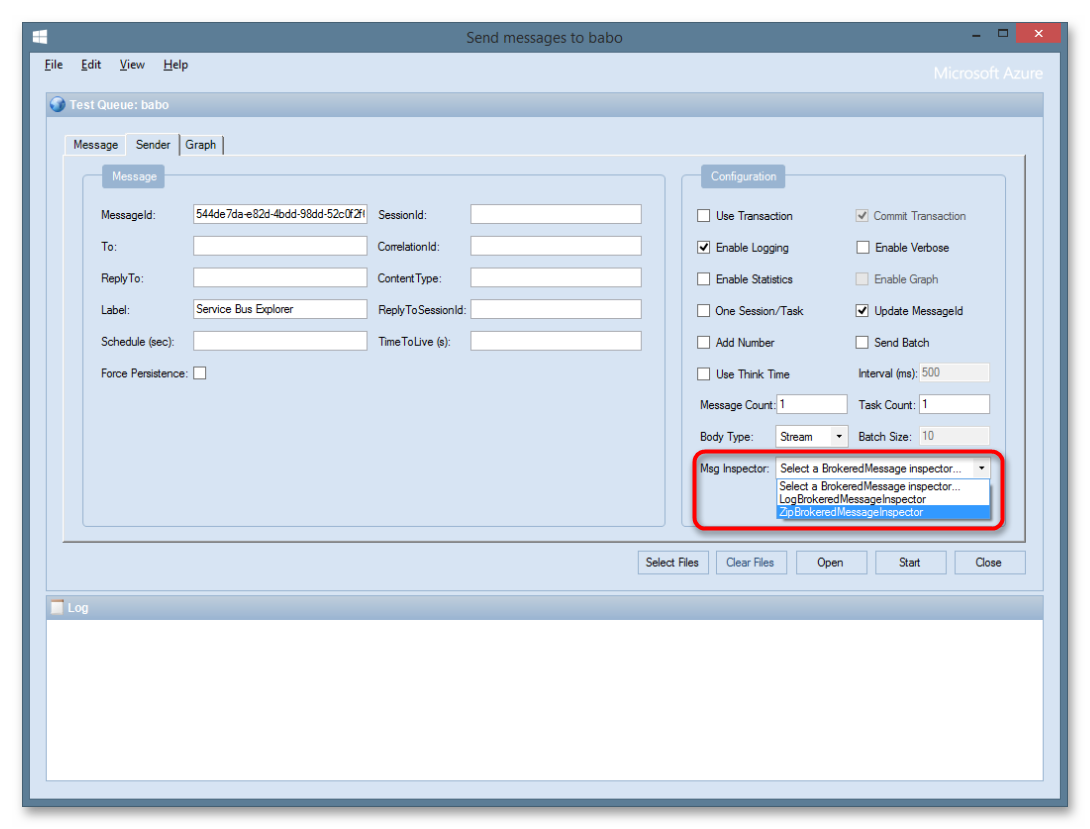 Send messages to babo
File Edit View Help
Microsoft Azure
Test Queue: babo
Message Sender Graph
Message
MessageId: 544de7da-e82d-4bdd-98dd-52c0f2f SessionId:
To: CorrelationId:
ReplyTo: ContentType:
Label: Service Bus Explorer ReplyToSessionId:
Schedule (sec): TimeToLive (s):
Force Persistence:
Configuration
Use Transaction Commit Transaction
Enable Logging Enable Verbose
Enable Statistics Enable Graph
One Session/Task Update MessageId
Add Number Send Batch
Use Think Time Interval (ms): 500
Message Count: 1 Task Count: 1
Body Type: Stream Batch Size: 10
Msg Inspector: Select a BrokeredMessage inspector...
Select a BrokeredMessage inspector...
LogBrokeredMessageInspector
ZipBrokeredMessageInspector
Select Files Clear Files Open Start Close
Log